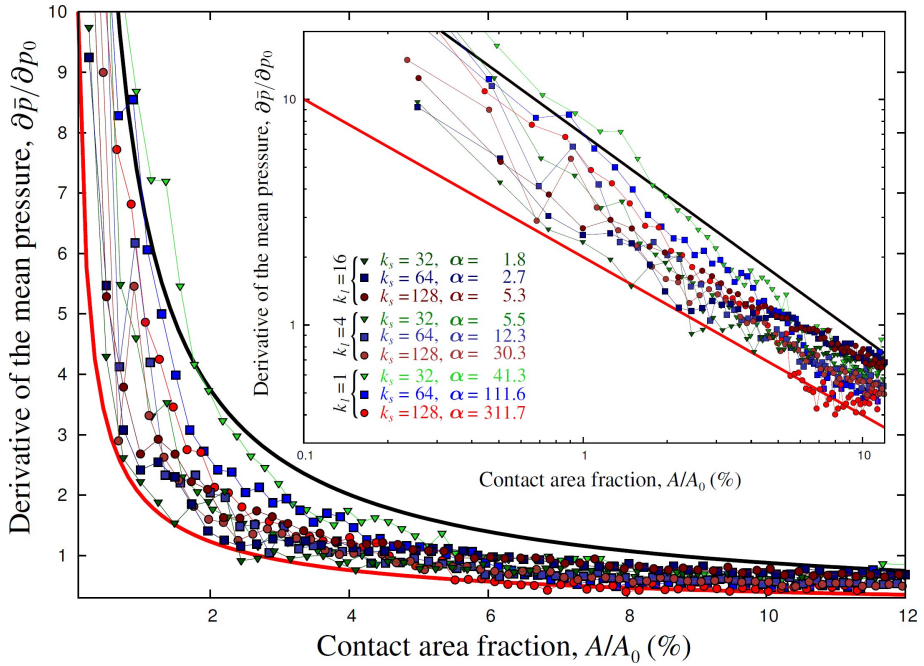 10
9
8
7
6
5
4
3
2
1
Derivative of the mean pressure, ∂p̄/∂p₀
2
4
6
8
10
12
Contact area fraction, A/A₀ (%)
10
1
Derivative of the mean pressure, ∂p̄/∂p₀
0.1
1
10
Contact area fraction, A/A₀ (%)
k_l=16
k_s = 32, α= 1.8
k_s = 64, α= 2.7
k_s =128, α= 5.3
k_l=4
k_s = 32, α= 5.5
k_s = 64, α= 12.3
k_s =128, α= 30.3
k_l=1
k_s = 32, α= 41.3
k_s = 64, α= 111.6
k_s =128, α= 311.7